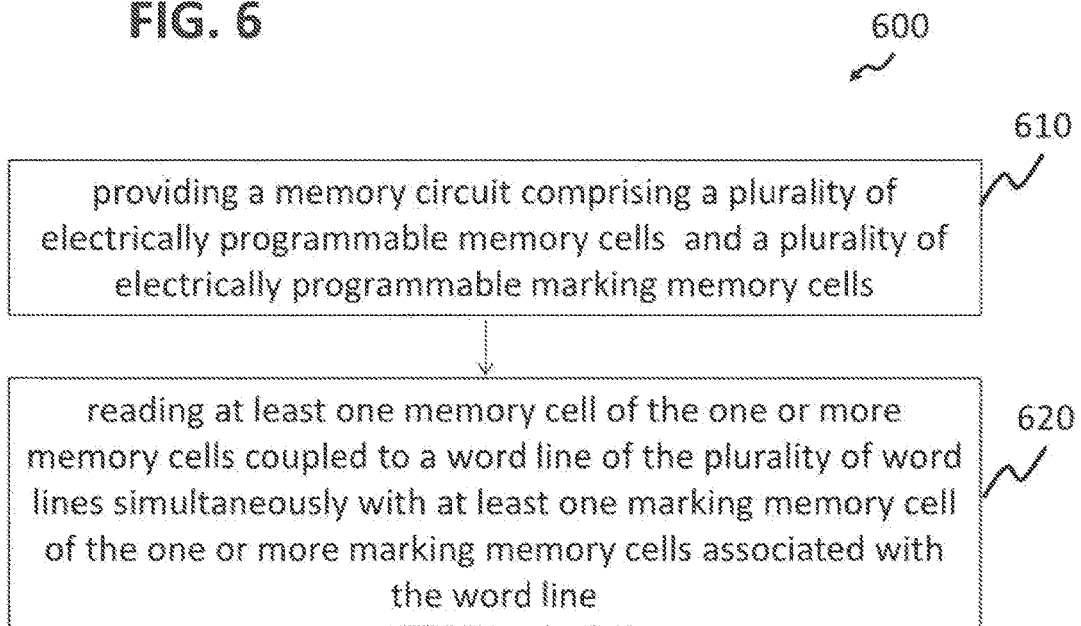 FIG. 6
600
610
providing a memory circuit comprising a plurality of
electrically programmable memory cells and a plurality of
electrically programmable marking memory cells
reading at least one memory cell of the one or more
620
memory cells coupled to a word line of the plurality of word
lines simultaneously with at least one marking memory cell
of the one or more marking memory cells associated with
the word line